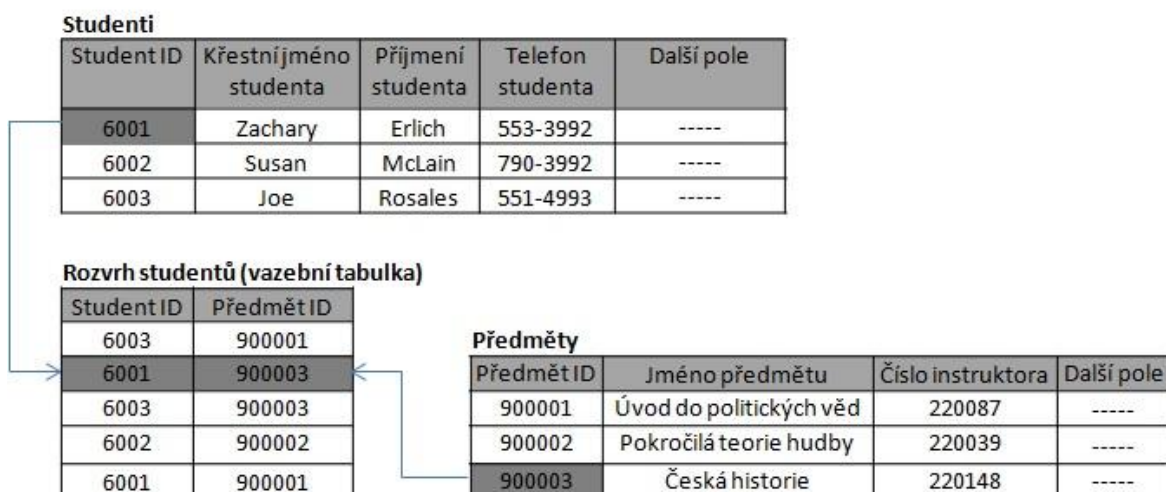 Studenti
Student ID Křestní jméno studenta Příjmení studenta Telefon studenta Další pole
6001 Zachary Erlich 553-3992 -----
6002 Susan McLain 790-3992 -----
6003 Joe Rosales 551-4993 -----
Rozvrh studentů (vazební tabulka)
Student ID Předmět ID
6003 900001
6001 900003
6003 900003
6002 900002
6001 900001
Předměty
Předmět ID Jméno předmětu Číslo instruktora Další pole
900001 Úvod do politických věd 220087 -----
900002 Pokročilá teorie hudby 220039 -----
900003 Česká historie 220148 -----